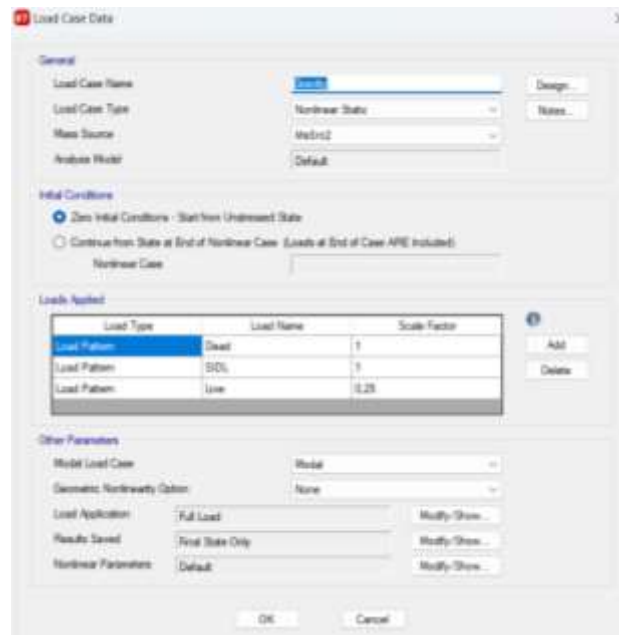 Load Case Data
General
Load Case Name Gravity Design...
Load Case Type Nonlinear Static Notes...
Mass Source MsSrc2
Analysis Model Default
Initial Conditions
Zero Initial Conditions - Start from Unstressed State
Continue from State at End of Nonlinear Case (Loads at End of Case ARE Included)
Nonlinear Case
Loads Applied
Load Type Load Name Scale Factor
Load Pattern Dead 1 Add
Load Pattern SIDL 1 Delete
Load Pattern Live 0,25
Other Parameters
Modal Load Case Modal
Geometric Nonlinearity Option None
Load Application Full Load Modify/Show...
Results Saved Final State Only Modify/Show...
Nonlinear Parameters Default Modify/Show...
OK Cancel